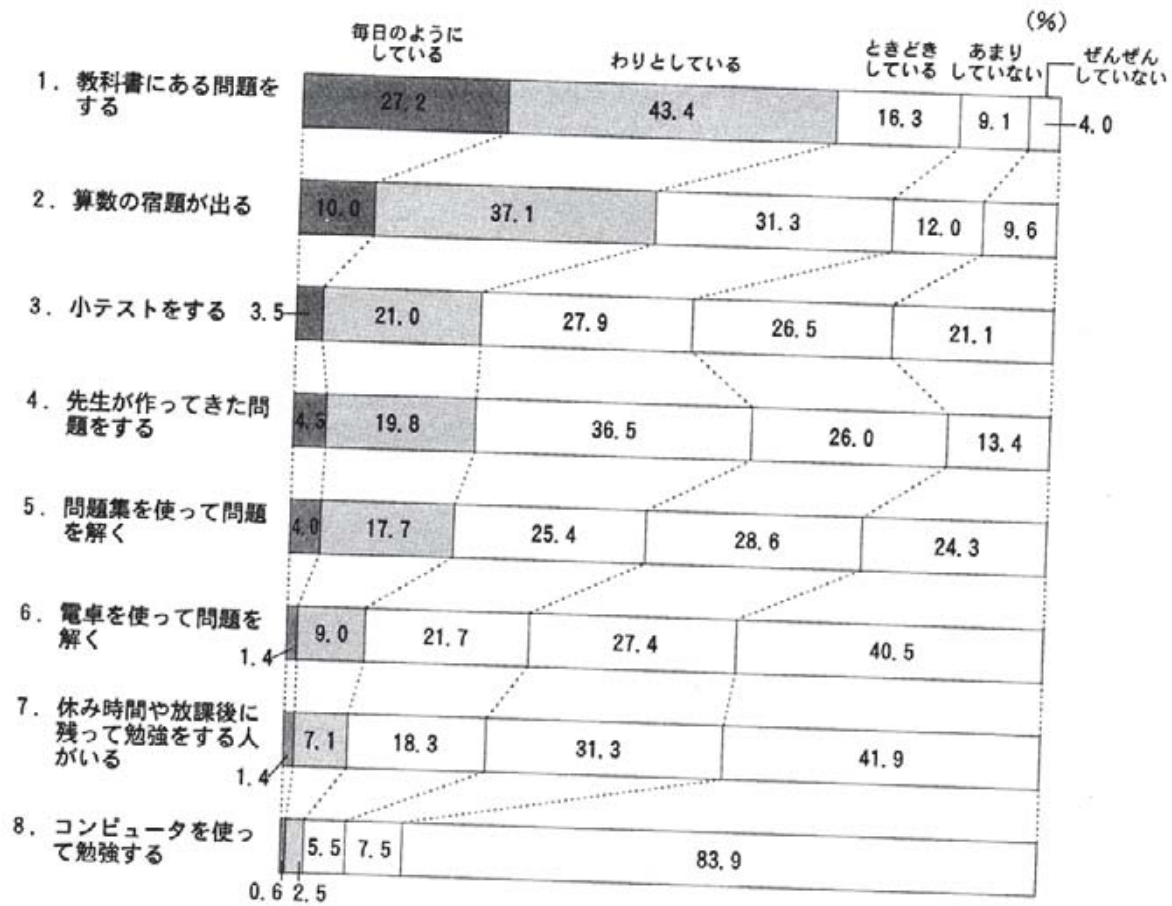 (%)
毎日のように
している
わりとしている
ときどき
している
あまり
していない
ぜんぜん
していない
1. 教科書にある問題を
する
27.2
43.4
16.3
9.1
4.0
2. 算数の宿題が出る
10.0
37.1
31.3
12.0
9.6
3. 小テストをする
3.5
21.0
27.9
26.5
21.1
4. 先生が作ってきた問
題をする
4.3
19.8
36.5
26.0
13.4
5. 問題集を使って問題
を解く
4.0
17.7
25.4
28.6
24.3
6. 電卓を使って問題を
解く
1.4
9.0
21.7
27.4
40.5
7. 休み時間や放課後に
残って勉強をする人
がいる
1.4
7.1
18.3
31.3
41.9
8. コンピュータを使っ
て勉強する
0.6
2.5
5.5
7.5
83.9